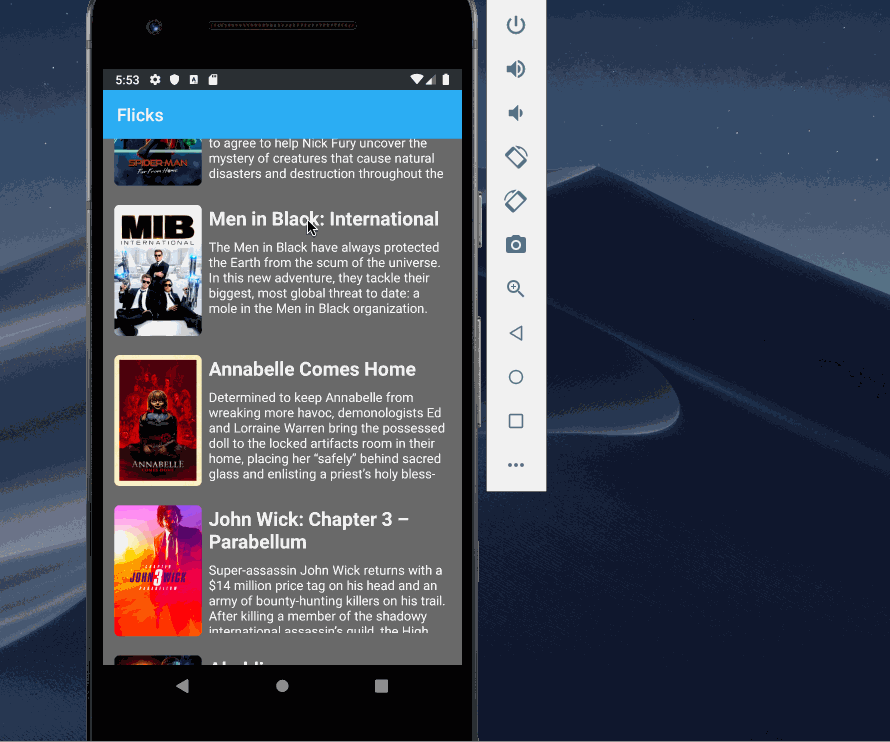 5:53
Flicks
to agree to help Nick Fury uncover the
mystery of creatures that cause natural
disasters and destruction throughout the
SPIDER-MAN
Far From Home
Men in Black: International
MIB
INTERNATIONAL
The Men in Black have always protected
the Earth from the scum of the universe.
In this new adventure, they tackle their
biggest, most global threat to date: a
mole in the Men in Black organization.
Annabelle Comes Home
Determined to keep Annabelle from
wreaking more havoc, demonologists Ed
and Lorraine Warren bring the possessed
doll to the locked artifacts room in their
home, placing her “safely” behind sacred
glass and enlisting a priest’s holy bless-
ANNABELLE
John Wick: Chapter 3 –
Parabellum
CHAPTER
JOHN 3 WICK
PARABELLUM
Super-assassin John Wick returns with a
$14 million price tag on his head and an
army of bounty-hunting killers on his trail.
After killing a member of the shadowy
international assassin’s guild, the High
Aladdin